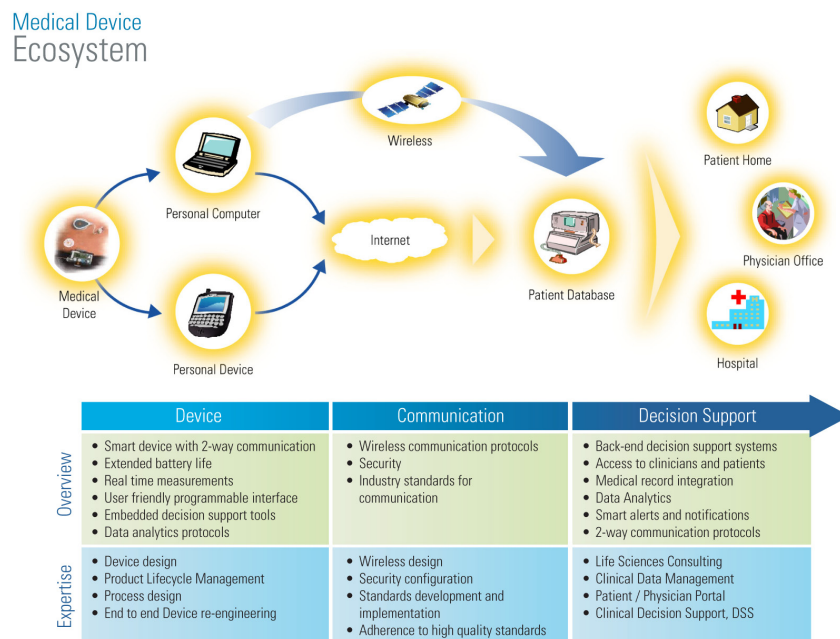 Medical Device
Ecosystem
Wireless
Patient Home
Personal Computer
Internet
Physician Office
Medical
Device
Patient Database
Personal Device
Hospital
Device
Communication
Decision Support
Overview
• Smart device with 2-way communication
• Extended battery life
• Real time measurements
• User friendly programmable interface
• Embedded decision support tools
• Data analytics protocols
• Wireless communication protocols
• Security
• Industry standards for
communication
• Back-end decision support systems
• Access to clinicians and patients
• Medical record integration
• Data Analytics
• Smart alerts and notifications
• 2-way communication protocols
Expertise
• Device design
• Product Lifecycle Management
• Process design
• End to end Device re-engineering
• Wireless design
• Security configuration
• Standards development and
implementation
• Adherence to high quality standards
• Life Sciences Consulting
• Clinical Data Management
• Patient / Physician Portal
• Clinical Decision Support, DSS